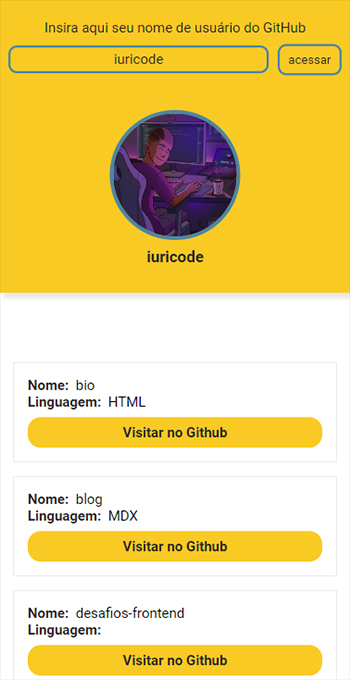 Insira aqui seu nome de usuário do GitHub
iuricode
acessar
iuricode
Nome: bio
Linguagem: HTML
Visitar no Github
Nome: blog
Linguagem: MDX
Visitar no Github
Nome: desafios-frontend
Linguagem:
Visitar no Github